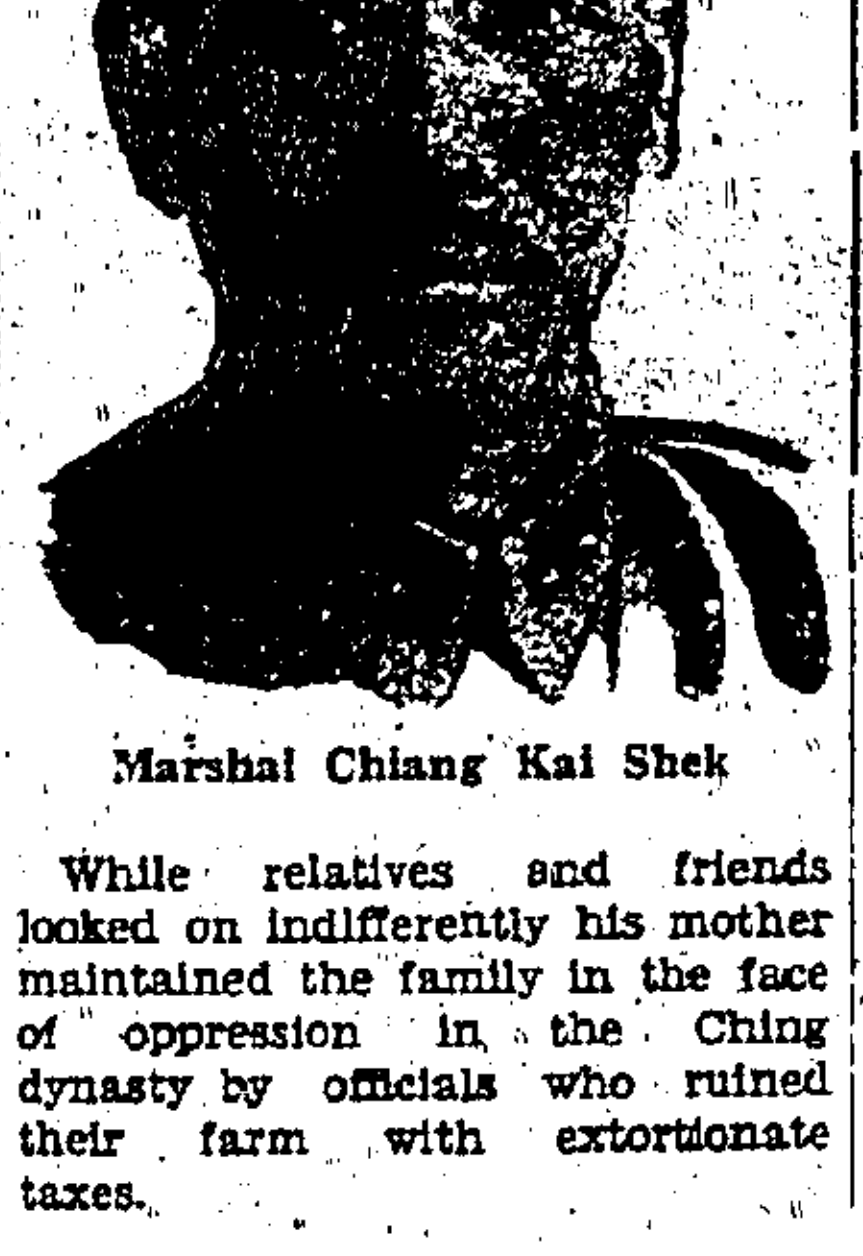 Marshal Chiang Kai Shek
While relatives and friends
looked on indifferently his mother
maintained the family in the face
of oppression in the Ching
dynasty by officials who ruined
their farm with extortionate
taxes.